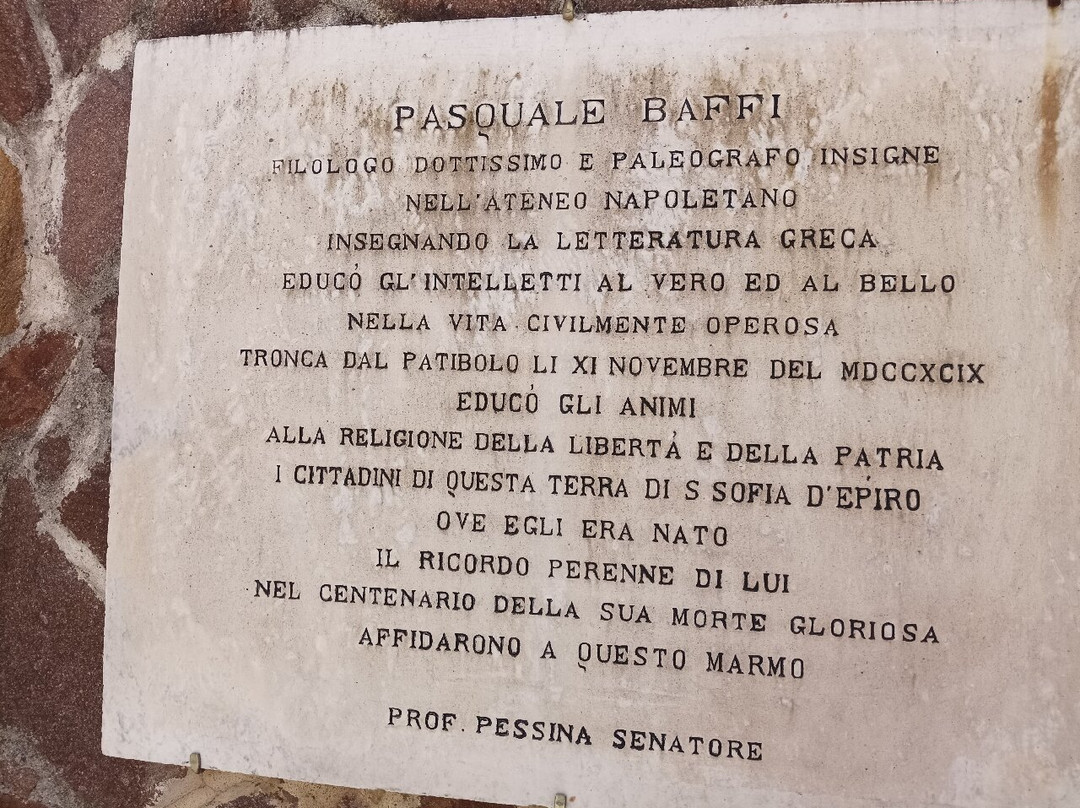 PASQUALE BAFFI
FILOLOGO DOTTISSIMO E PALEOGRAFO INSIGNE
NELL'ATENEO NAPOLETANO
INSEGNANDO LA LETTERATURA GRECA
EDUCÓ GL'INTELLETTI AL VERO ED AL BELLO
NELLA VITA CIVILMENTE OPEROSA
TRONCA DAL PATIBOLO LI XI NOVEMBRE DEL MDCCXCIX
EDUCÓ GLI ANIMI
ALLA RELIGIONE DELLA LIBERTÁ E DELLA PATRIA
I CITTADINI DI QUESTA TERRA DI S SOFIA D'EPIRO
OVE EGLI ERA NATO
IL RICORDO PERENNE DI LUI
NEL CENTENARIO DELLA SUA MORTE GLORIOSA
AFFIDARONO A QUESTO MARMO
PROF. PESSINA SENATORE